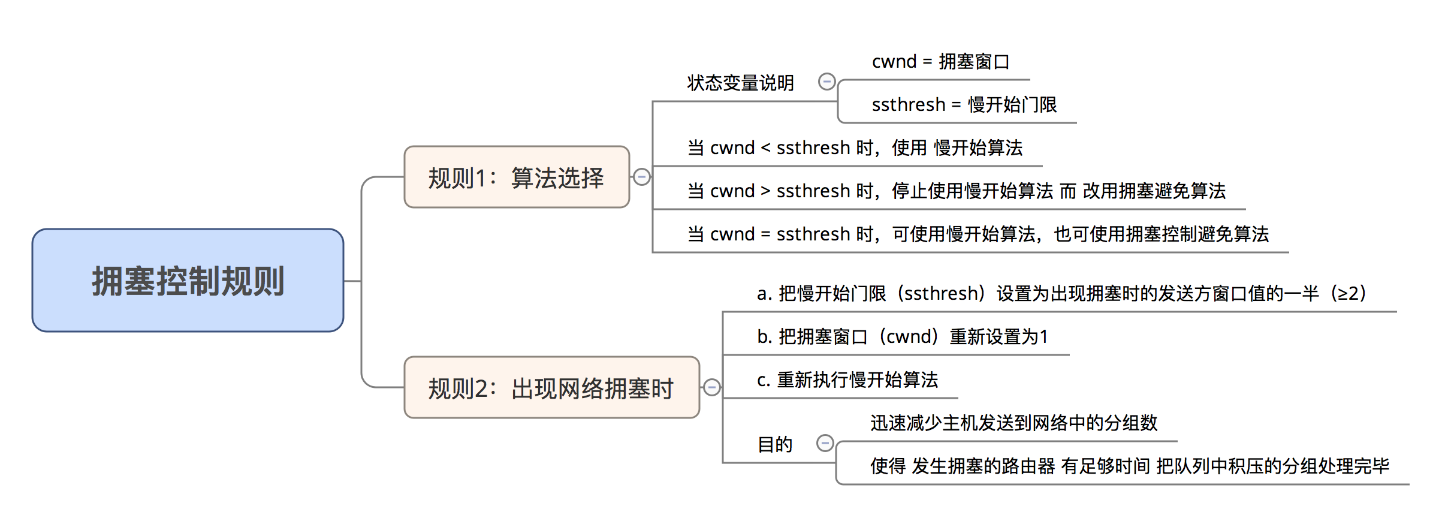 拥塞控制规则
规则1：算法选择
状态变量说明
cwnd = 拥塞窗口
ssthresh = 慢开始门限
当 cwnd < ssthresh 时，使用 慢开始算法
当 cwnd > ssthresh 时，停止使用慢开始算法 而 改用拥塞避免算法
当 cwnd = ssthresh 时，可使用慢开始算法，也可使用拥塞控制避免算法
规则2：出现网络拥塞时
a. 把慢开始门限（ssthresh）设置为出现拥塞时的发送方窗口值的一半（≥2）
b. 把拥塞窗口（cwnd）重新设置为1
c. 重新执行慢开始算法
目的
迅速减少主机发送到网络中的分组数
使得 发生拥塞的路由器 有足够时间 把队列中积压的分组处理完毕